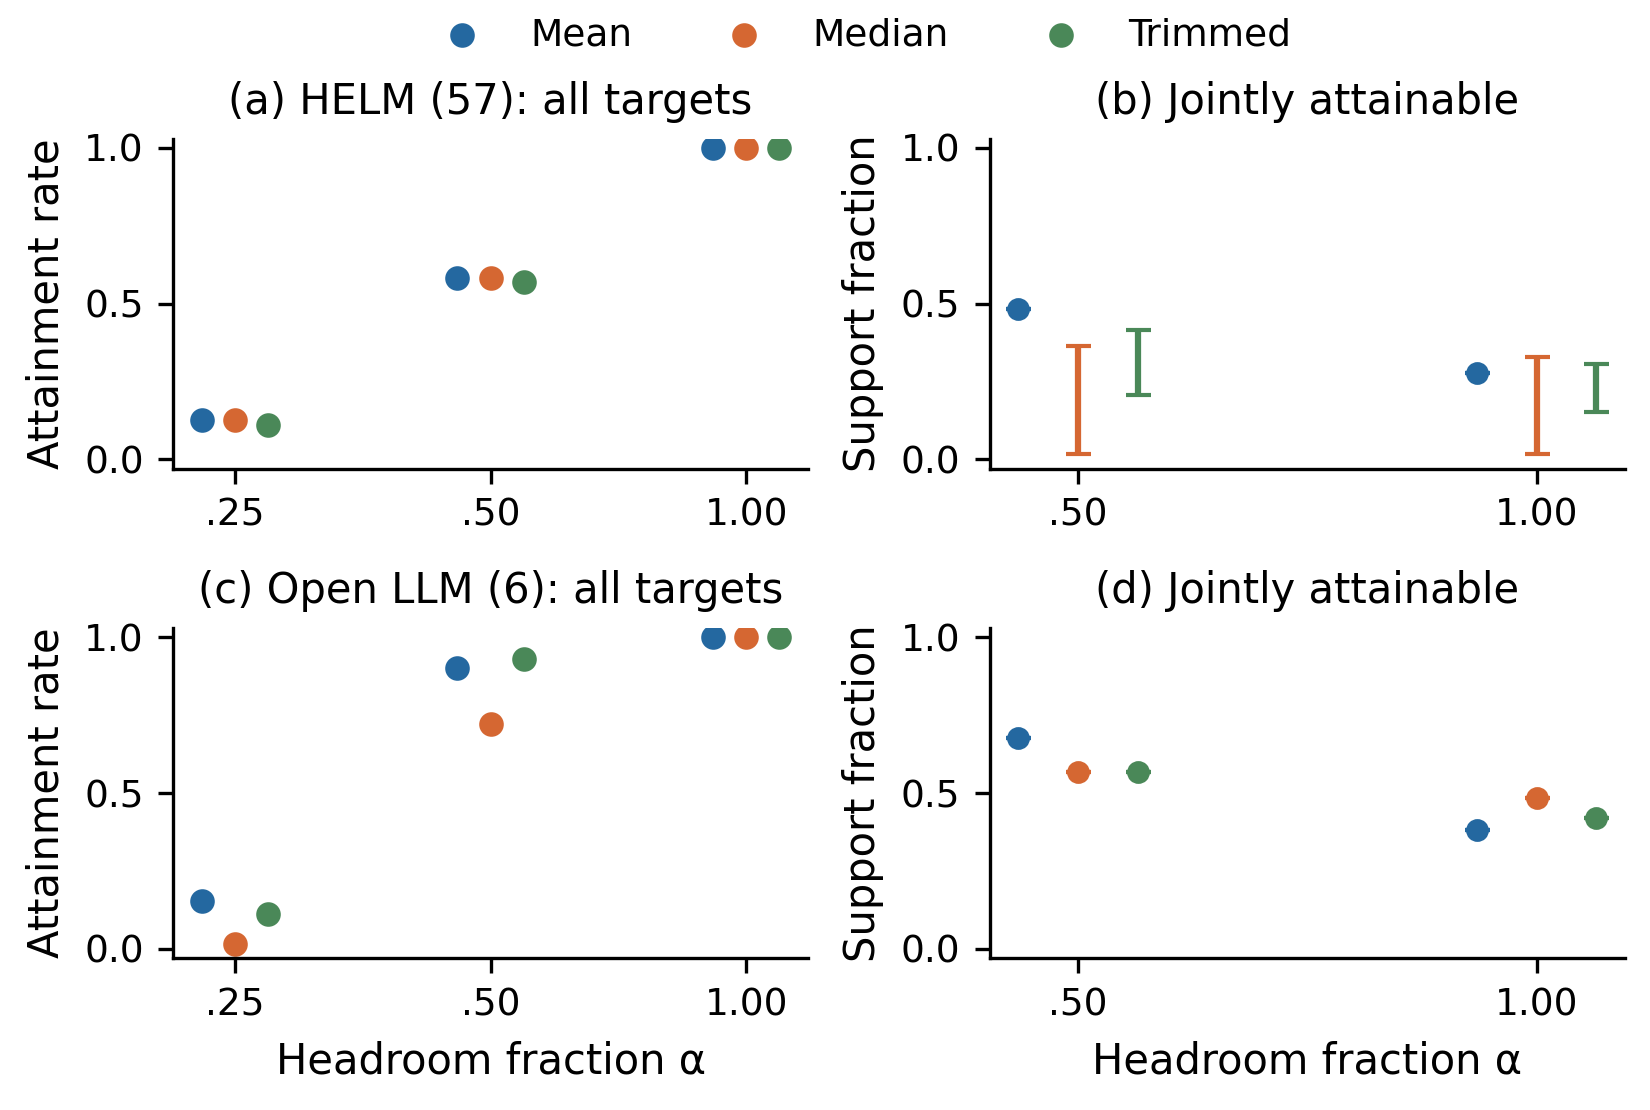 Mean Median Trimmed
(a) HELM (57): all targets
Attainment rate
1.0
0.5
0.0
.25 .50 1.00
(b) Jointly attainable
Support fraction
1.0
0.5
0.0
.50 1.00
(c) Open LLM (6): all targets
Attainment rate
1.0
0.5
0.0
.25 .50 1.00
Headroom fraction α
(d) Jointly attainable
Support fraction
1.0
0.5
0.0
.50 1.00
Headroom fraction α